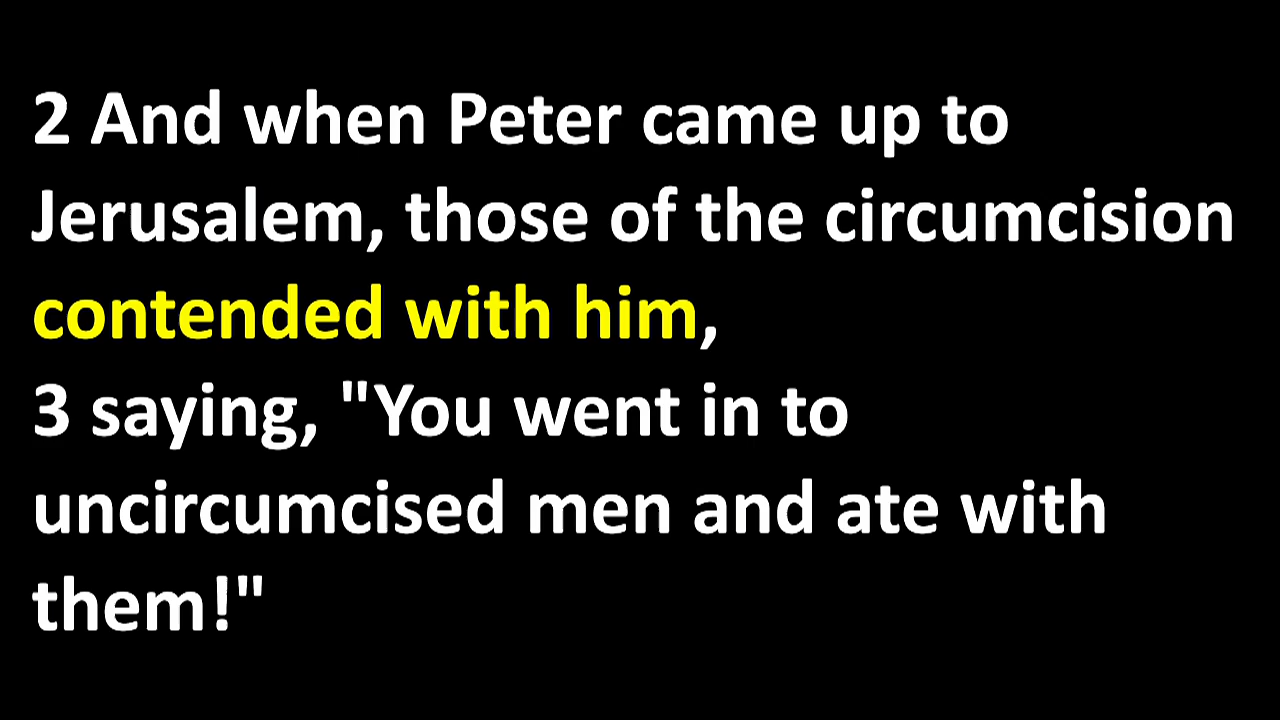 2 And when Peter came up to
Jerusalem, those of the circumcision
contended with him,
3 saying, "You went in to
uncircumcised men and ate with
them!"